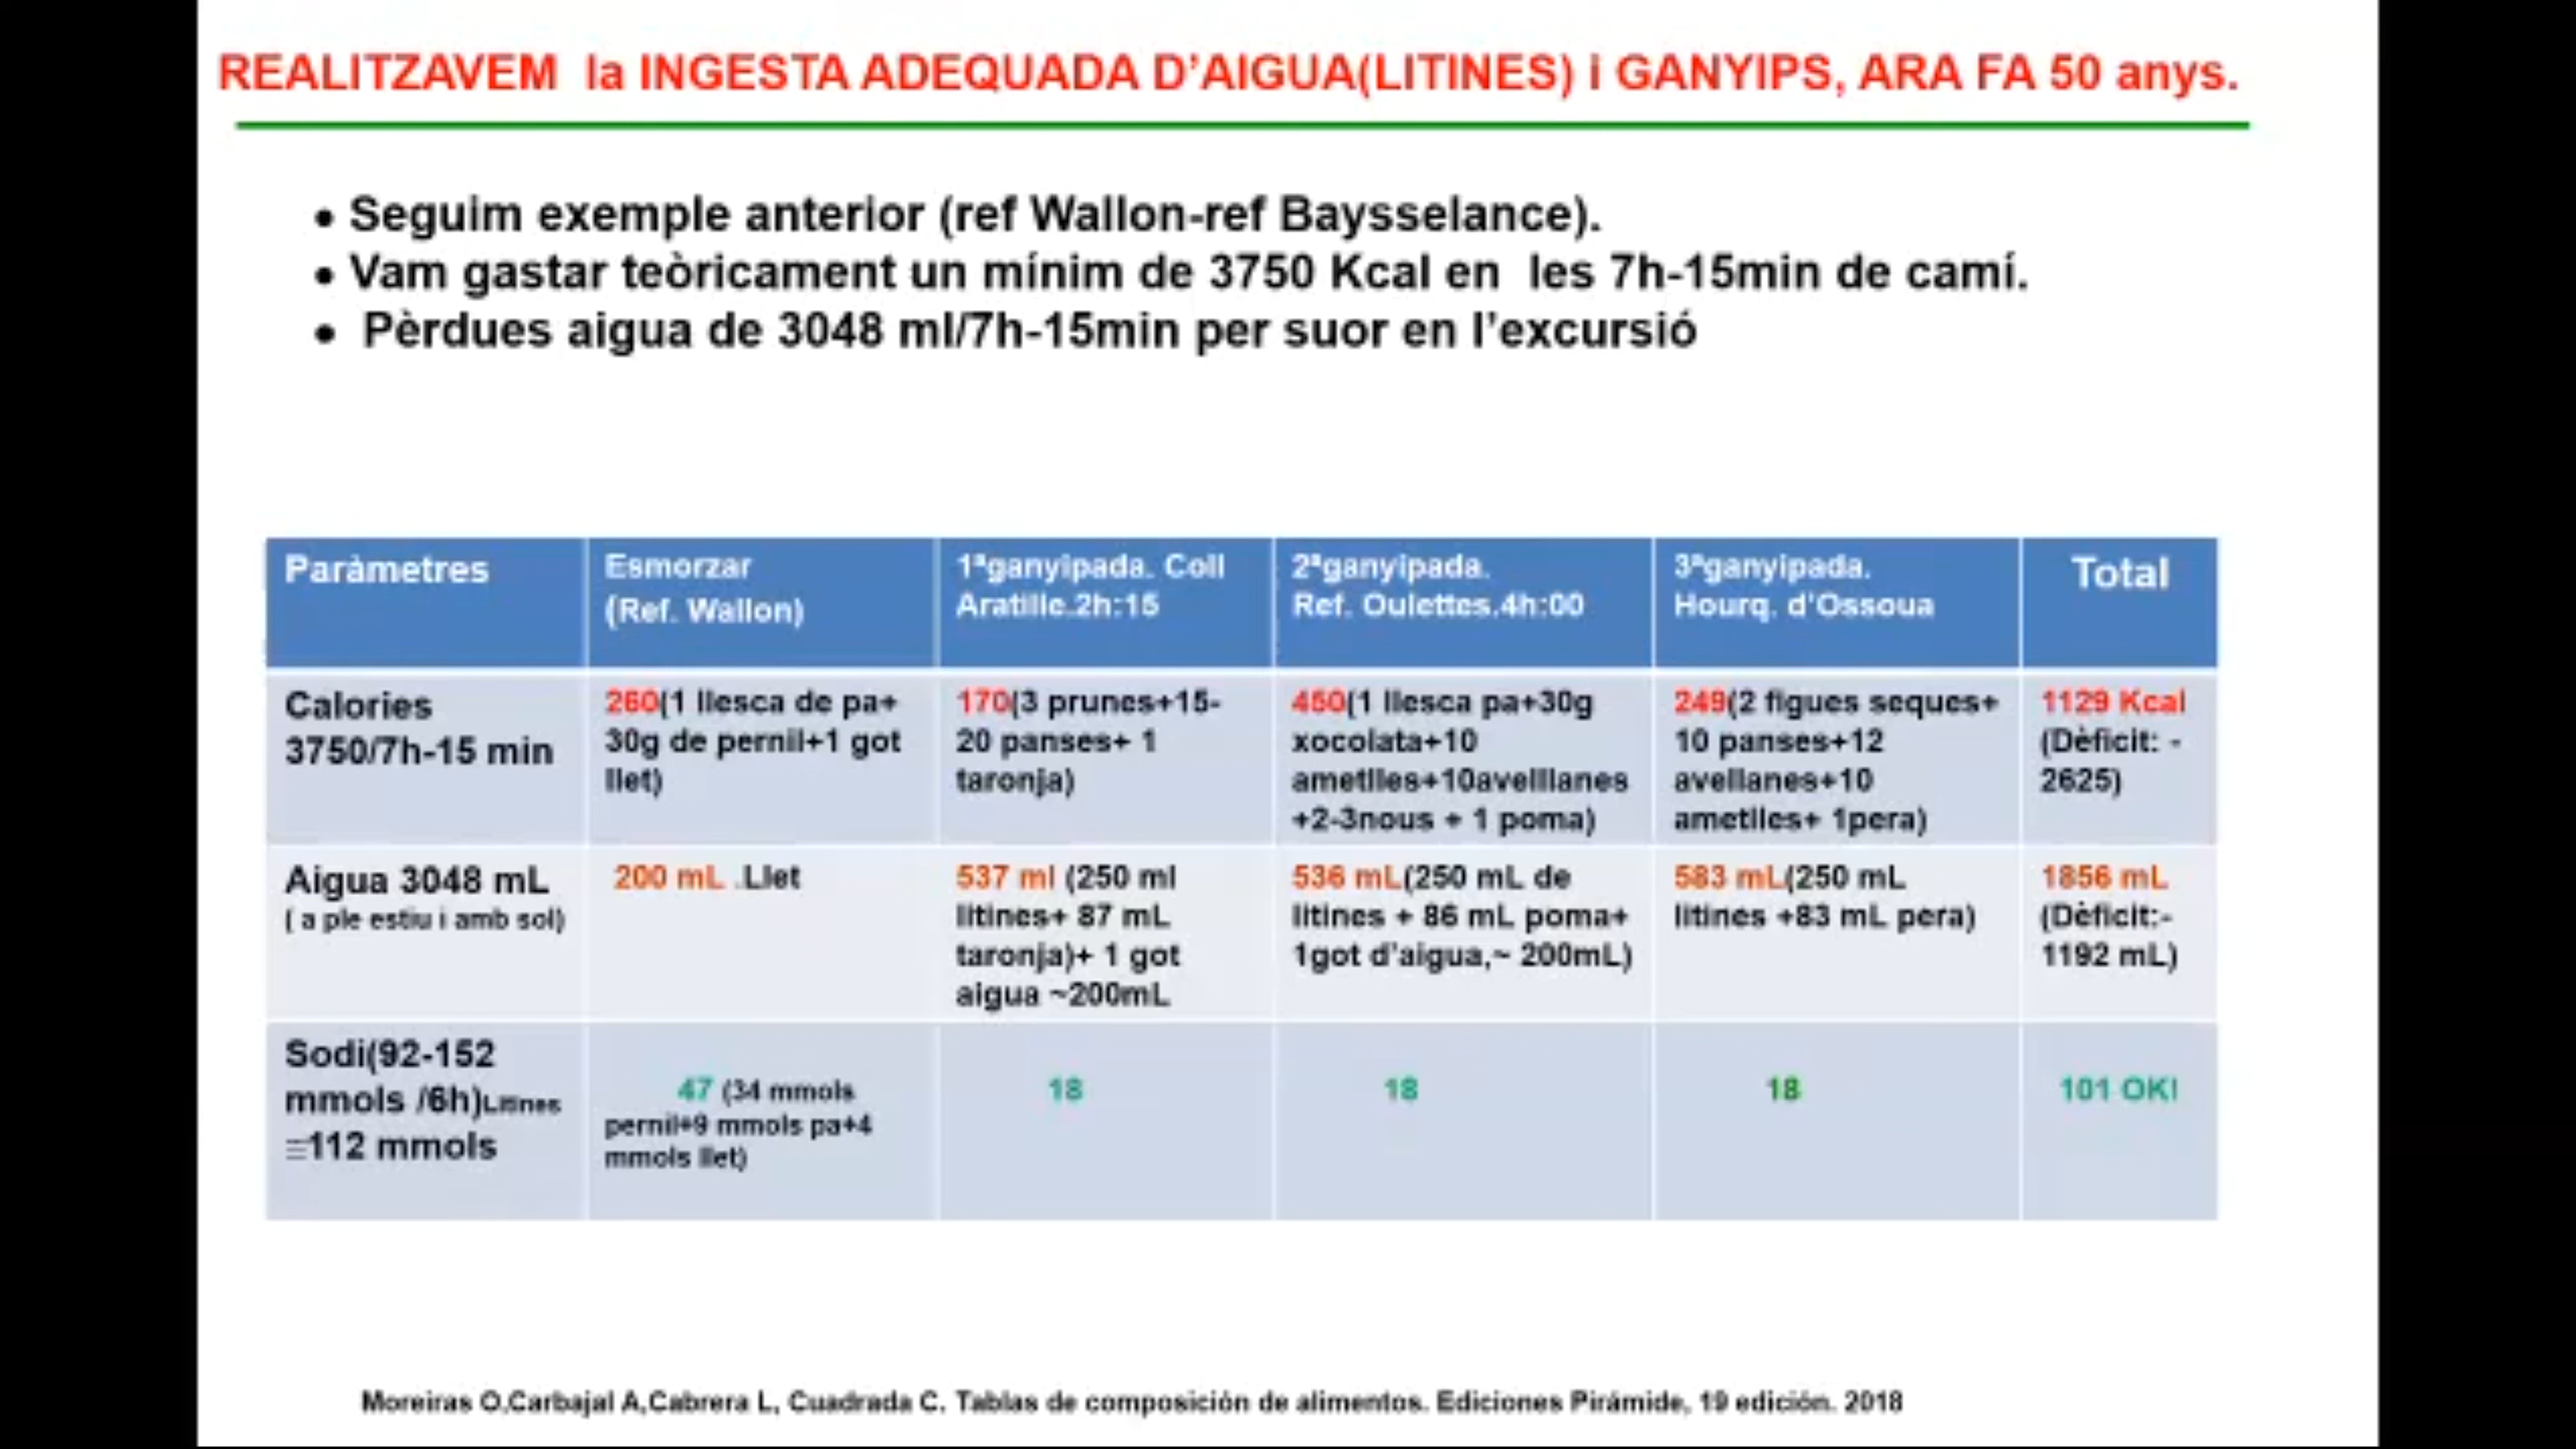 REALITZAVEM la INGESTA ADEQUADA D'AIGUA(LITINES) i GANYIPS, ARA FA 50 anys.
• Seguim exemple anterior (ref Wallon-ref Baysselance).
• Vam gastar teòricament un mínim de 3750 Kcal en les 7h-15min de camí.
• Pèrdues aigua de 3048 ml/7h-15min per suor en l'excursió
Paràmetres
Esmorzar
(Ref. Wallon)
1ªganyipada. Coll
Aratille.2h:15
2ªganyipada.
Ref. Oulettes.4h:00
3ªganyipada.
Hourq. d'Ossoua
Total
Calories
3750/7h-15 min
260(1 llesca de pa+
30g de pernil+1 got
llet)
170(3 prunes+15-
20 panses+ 1
taronja)
450(1 llesca pa+30g
xocolata+10
ametlles+10avelllanes
+2-3nous + 1 poma)
249(2 figues seques+
10 panses+12
avellanes+10
ametlles+ 1pera)
1129 Kcal
(Dèficit: -
2625)
Aigua 3048 mL
( a ple estiu i amb sol)
200 mL .Llet
537 ml (250 ml
litines+ 87 mL
taronja)+ 1 got
aigua ~200mL
536 mL(250 mL de
litines + 86 mL poma+
1got d'aigua,~ 200mL)
583 mL(250 mL
litines +83 mL pera)
1856 mL
(Dèficit:-
1192 mL)
Sodi(92-152
mmols /6h)Litines
≡112 mmols
47 (34 mmols
pernil+9 mmols pa+4
mmols llet)
18
18
18
101 OK!
Moreiras O,Carbajal A,Cabrera L, Cuadrada C. Tablas de composición de alimentos. Ediciones Pirámide, 19 edición. 2018